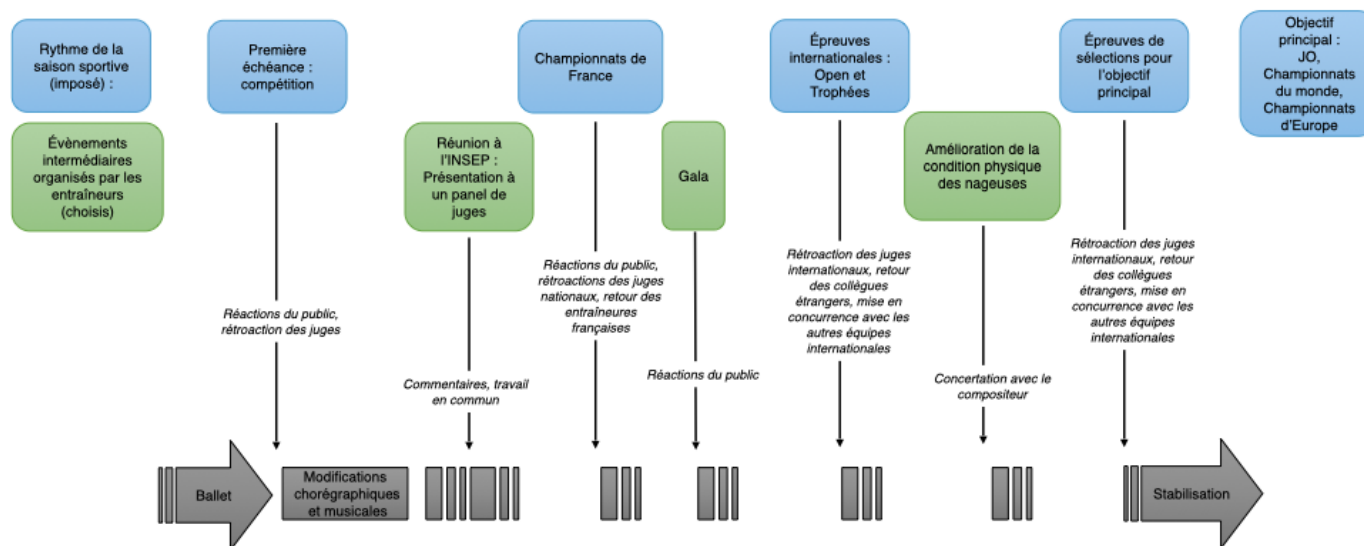 Rythme de la
saison sportive
(imposé) :
Première
échéance :
compétition
Championnats de
France
Épreuves
internationales :
Open et
Trophées
Épreuves de
sélections pour
l'objectif
principal
Objectif
principal :
JO,
Championnats
du monde,
Championnats
d'Europe
Évènements
intermédiaires
organisés par les
entraîneurs
(choisis)
Réunion à
l'INSEP :
Présentation à
un panel de
juges
Gala
Amélioration de la
condition physique
des nageuses
Réactions du public,
rétroaction des juges
Commentaires, travail
en commun
Réactions du public,
rétroactions des juges
nationaux, retour des
entraîneures
françaises
Réactions du public
Rétroaction des juges
internationaux, retour
des collègues
étrangers, mise en
concurrence avec les
autres équipes
internationales
Concertation avec le
compositeur
Rétroaction des juges
internationaux, retour
des collègues
étrangers, mise en
concurrence avec les
autres équipes
internationales
Ballet
Modifications
chorégraphiques
et musicales
Stabilisation